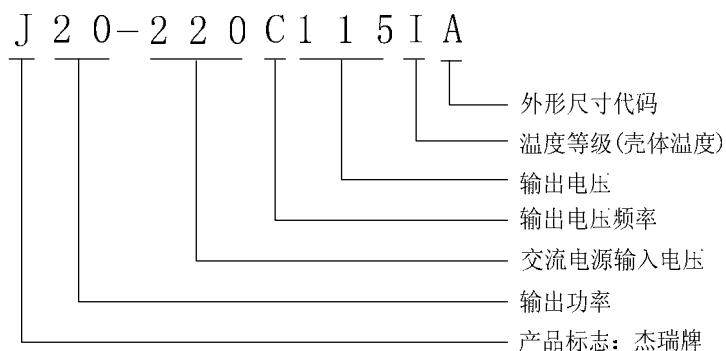 J20-220C115IA
外形尺寸代码
温度等级(壳体温度)
输出电压
输出电压频率
交流电源输入电压
输出功率
产品标志：杰瑞牌